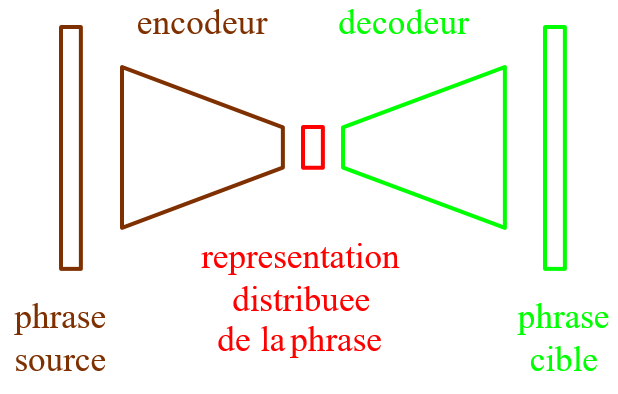 encodeur
decodeur
representation
distribuee
de la phrase
phrase
source
phrase
cible